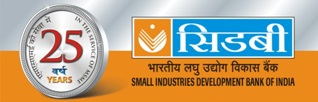 25
वर्ष
YEARS
IN THE SERVICE OF MSME
सिडबी
भारतीय लघु उद्योग विकास बैंक
SMALL INDUSTRIES DEVELOPMENT BANK OF INDIA